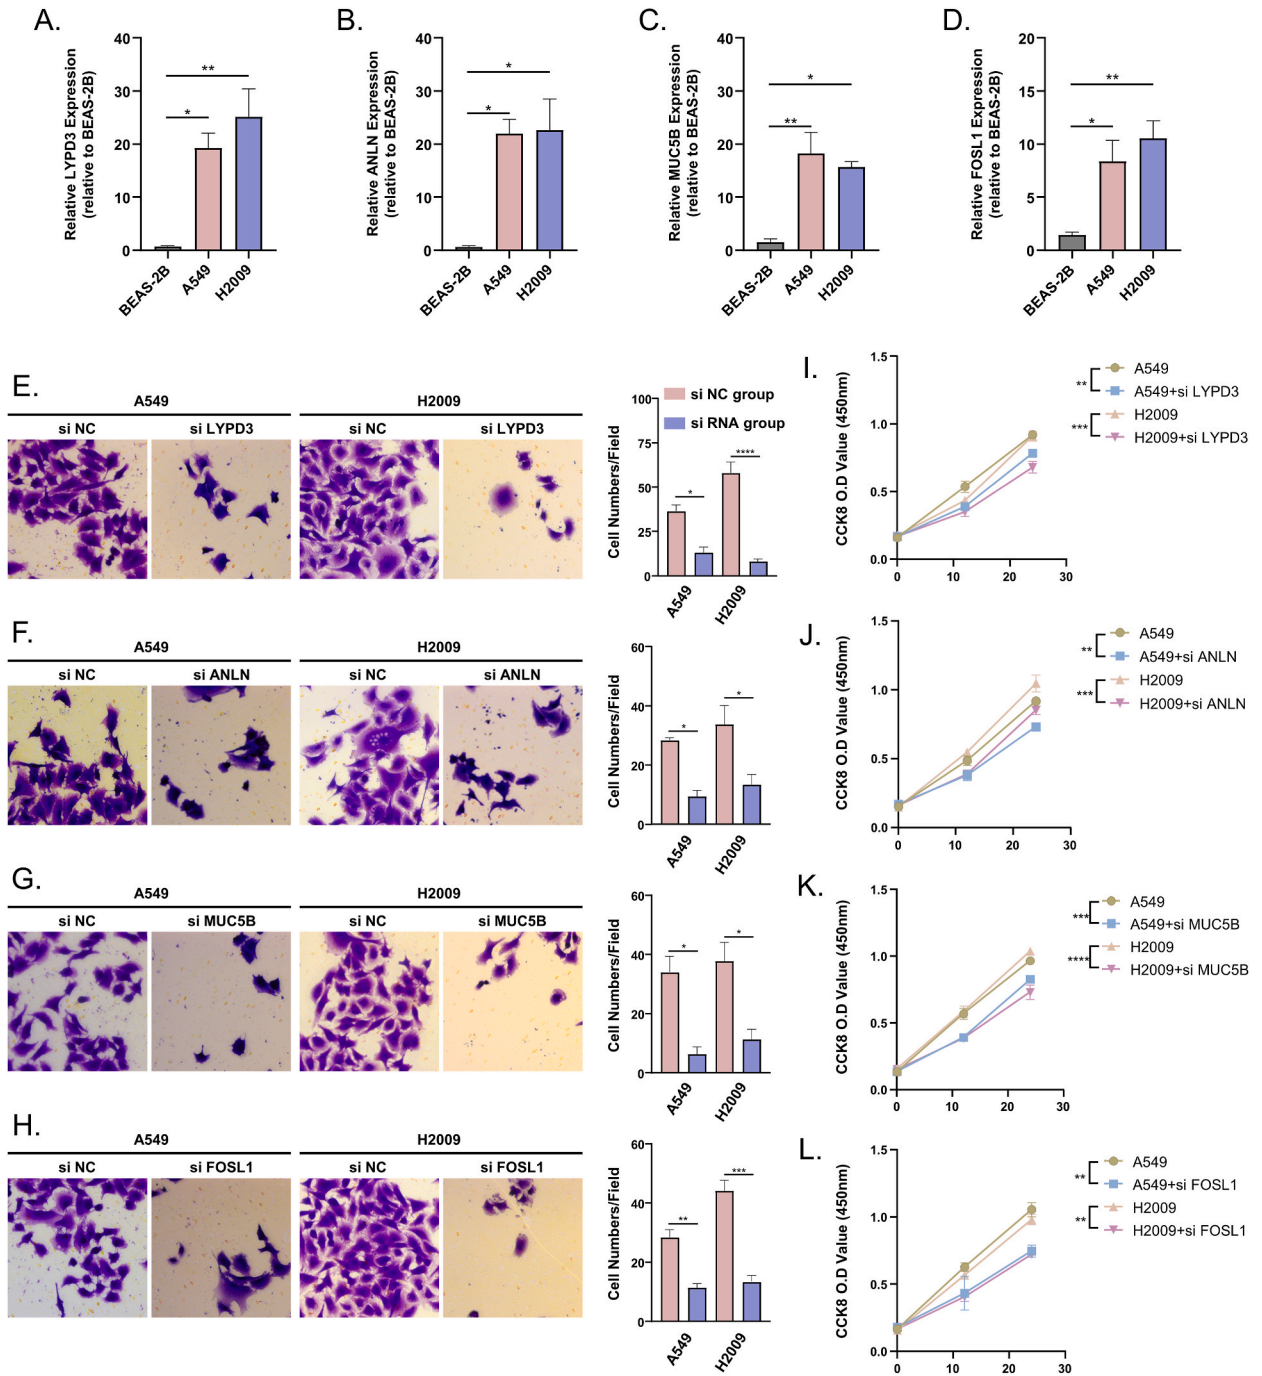 A.
B.
C.
D.
Relative LYPD3 Expression
(relative to BEAS-2B)
40
30
20
10
0
**
*
BEAS-2B
A549
H2009
Relative ANLN Expression
(relative to BEAS-2B)
40
30
20
10
0
*
*
BEAS-2B
A549
H2009
Relative MUC5B Expression
(relative to BEAS-2B)
40
30
20
10
0
*
**
BEAS-2B
A549
H2009
Relative FOSL1 Expression
(relative to BEAS-2B)
20
15
10
5
0
**
*
BEAS-2B
A549
H2009
E.
A549
H2009
si NC
si LYPD3
si NC
si LYPD3
si NC group
si RNA group
Cell Numbers/Field
100
75
50
25
0
*
****
A549
H2009
I.
CCK8 O.D Value (450nm)
1.5
1.0
0.5
0.0
0
10
20
30
A549
**
A549+si LYPD3
H2009
***
H2009+si LYPD3
F.
A549
H2009
si NC
si ANLN
si NC
si ANLN
Cell Numbers/Field
60
40
20
0
*
*
A549
H2009
J.
CCK8 O.D Value (450nm)
1.5
1.0
0.5
0.0
0
10
20
30
A549
**
A549+si ANLN
H2009
***
H2009+si ANLN
G.
A549
H2009
si NC
si MUC5B
si NC
si MUC5B
Cell Numbers/Field
60
40
20
0
*
*
A549
H2009
K.
CCK8 O.D Value (450nm)
1.5
1.0
0.5
0.0
0
10
20
30
A549
***
A549+si MUC5B
H2009
****
H2009+si MUC5B
H.
A549
H2009
si NC
si FOSL1
si NC
si FOSL1
Cell Numbers/Field
60
40
20
0
**
***
A549
H2009
L.
CCK8 O.D Value (450nm)
1.5
1.0
0.5
0.0
0
10
20
30
A549
**
A549+si FOSL1
H2009
**
H2009+si FOSL1